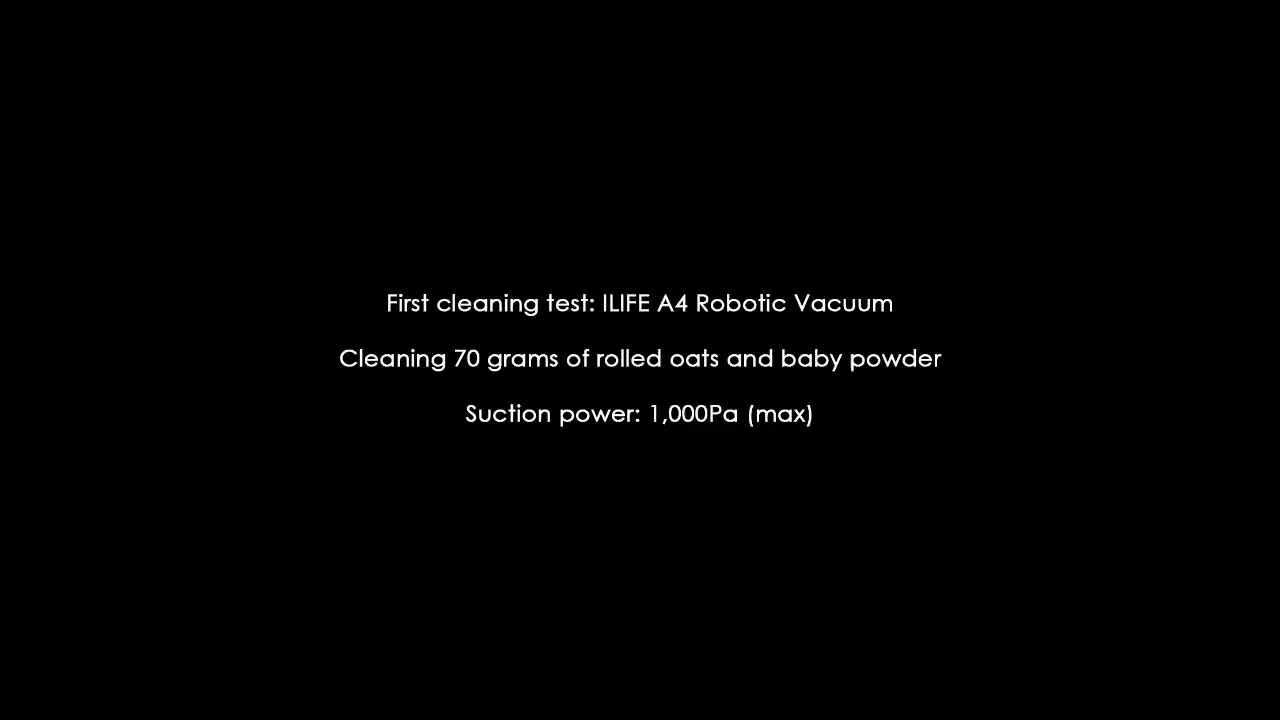 First cleaning test: ILIFE A4 Robotic Vacuum
Cleaning 70 grams of rolled oats and baby powder
Suction power: 1,000Pa (max)